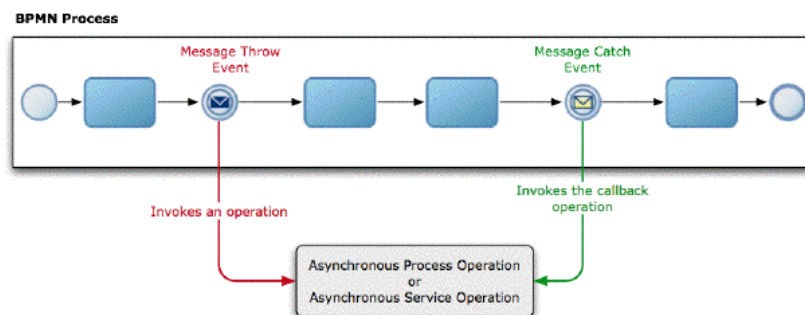 BPMN Process
Message Throw
Event
Message Catch
Event
Invokes an operation
Invokes the callback
operation
Asynchronous Process Operation
or
Asynchronous Service Operation